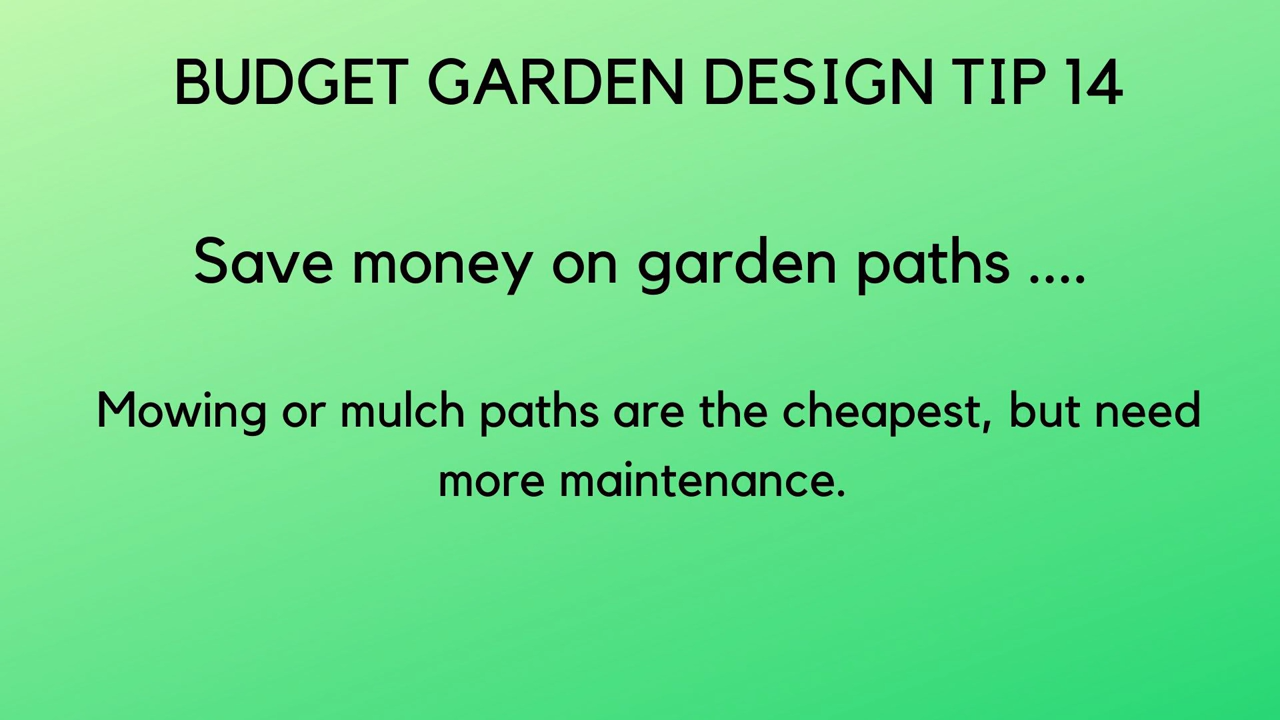 BUDGET GARDEN DESIGN TIP 14
Save money on garden paths ....
Mowing or mulch paths are the cheapest, but need
more maintenance.